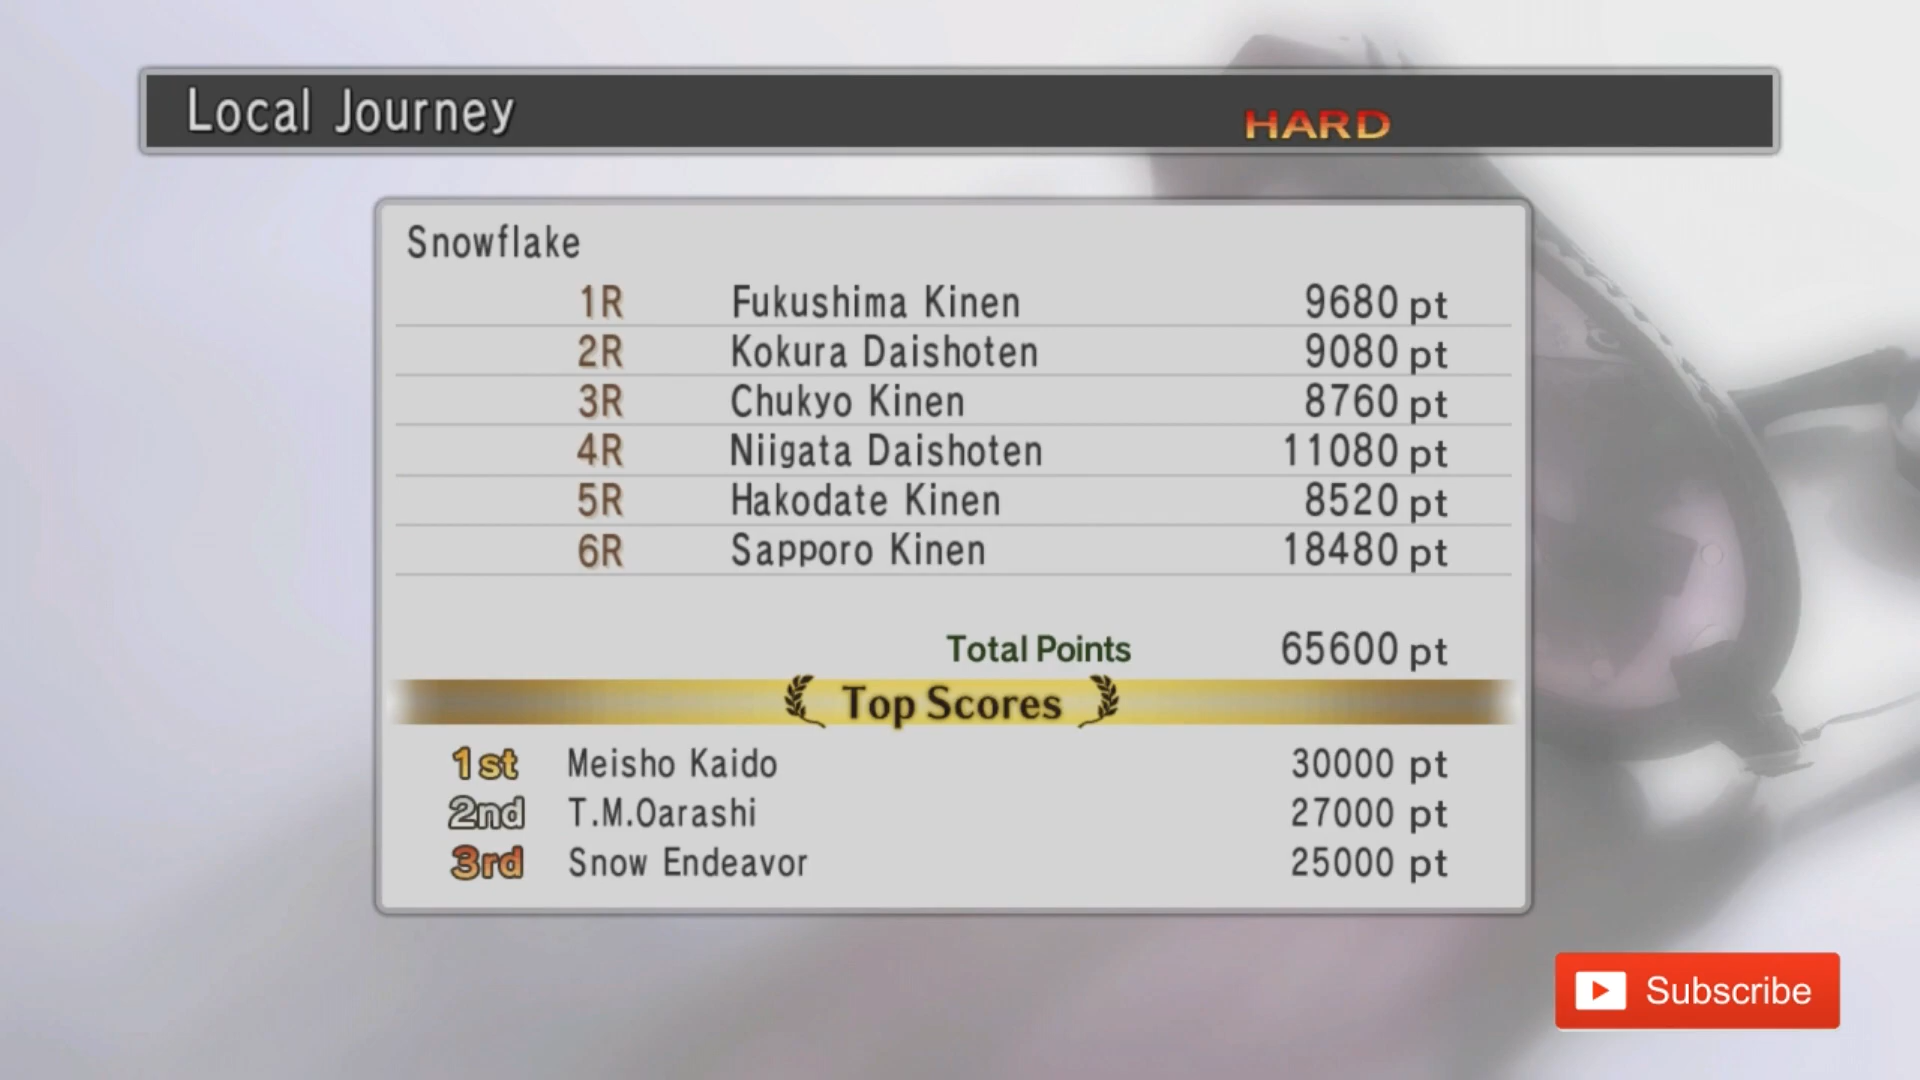 Local Journey HARD
Snowflake
1R Fukushima Kinen 9680 pt
2R Kokura Daishoten 9080 pt
3R Chukyo Kinen 8760 pt
4R Niigata Daishoten 11080 pt
5R Hakodate Kinen 8520 pt
6R Sapporo Kinen 18480 pt
Total Points 65600 pt
Top Scores
1st Meisho Kaido 30000 pt
2nd T.M.Oarashi 27000 pt
3rd Snow Endeavor 25000 pt
Subscribe